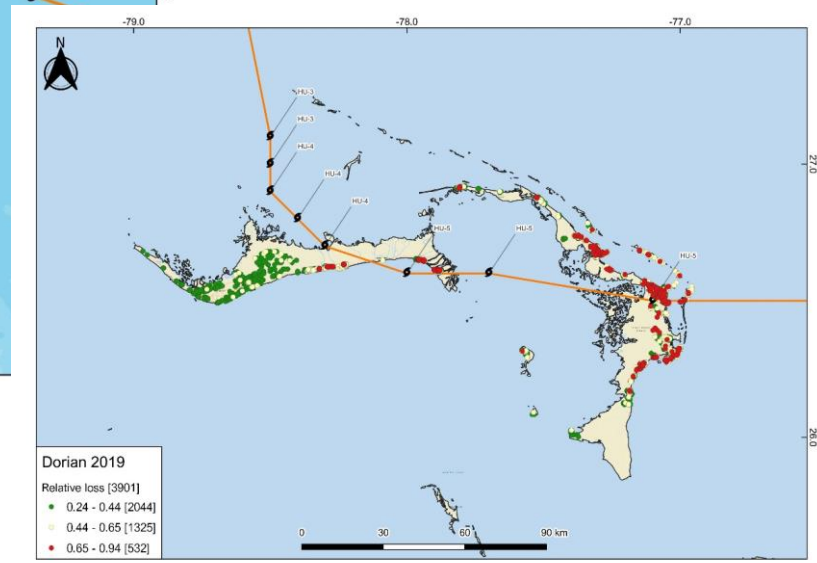 -79.0
-78.0
-77.0
N
HU-3
HU-3
HU-4
27.0
HU-4
HU-4
HU-5
HU-5
HU-5
26.0
Dorian 2019
Relative loss [3901]
0.24 - 0.44 [2044]
0.44 - 0.65 [1325]
0.65 - 0.94 [532]
0 30 60 90 km